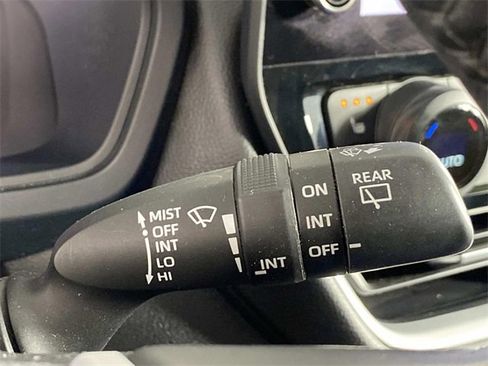 MIST
OFF
INT
LO
HI
INT
ON
INT
OFF
REAR
AUTO